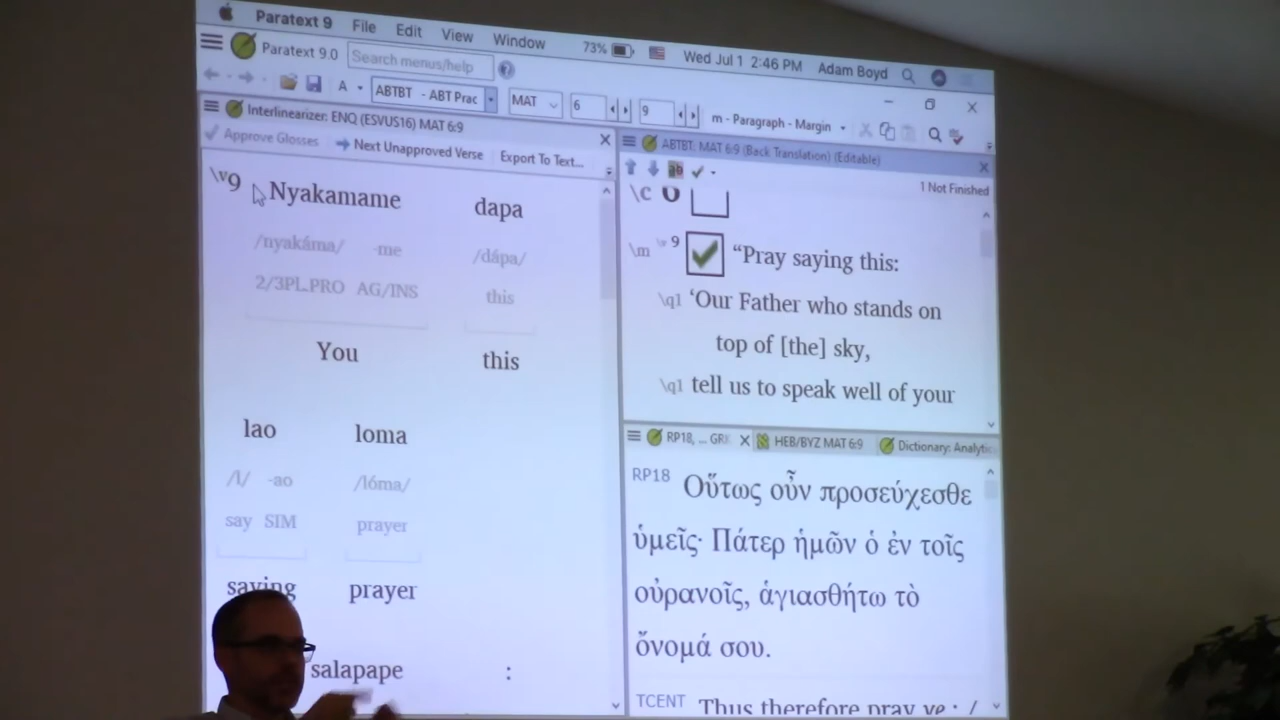 Paratext 9 File Edit View Window 73% Wed Jul 1 2:46 PM Adam Boyd
Paratext 9.0 Search menus/help
A ABTBT - ABT Prac MAT 6 9 m - Paragraph - Margin
Interlinearizer: ENQ (ESVUS16) MAT 6:9
Approve Glosses Next Unapproved Verse Export To Text...
\v9 Nyakamame dapa
/nyakáma/ -me /dápa/
2/3PL.PRO AG/INS this
You this
lao loma
/l/ -ao /lóma/
say SIM prayer
saying prayer
salapape :
ABTBT: MAT 6:9 (Back Translation) (Editable)
1 Not Finished
\c 6
\m \v 9 “Pray saying this:
\q1 ‘Our Father who stands on
top of [the] sky,
\q1 tell us to speak well of your
RP18, ... GRK HEB/BYZ MAT 6:9 Dictionary: Analytic
RP18 Οὕτως οὖν προσεύχεσθε
ὑμεῖς· Πάτερ ἡμῶν ὁ ἐν τοῖς
οὐρανοῖς, ἁγιασθήτω τὸ
ὄνομά σου.
TCENT Thus therefore pray ye : /